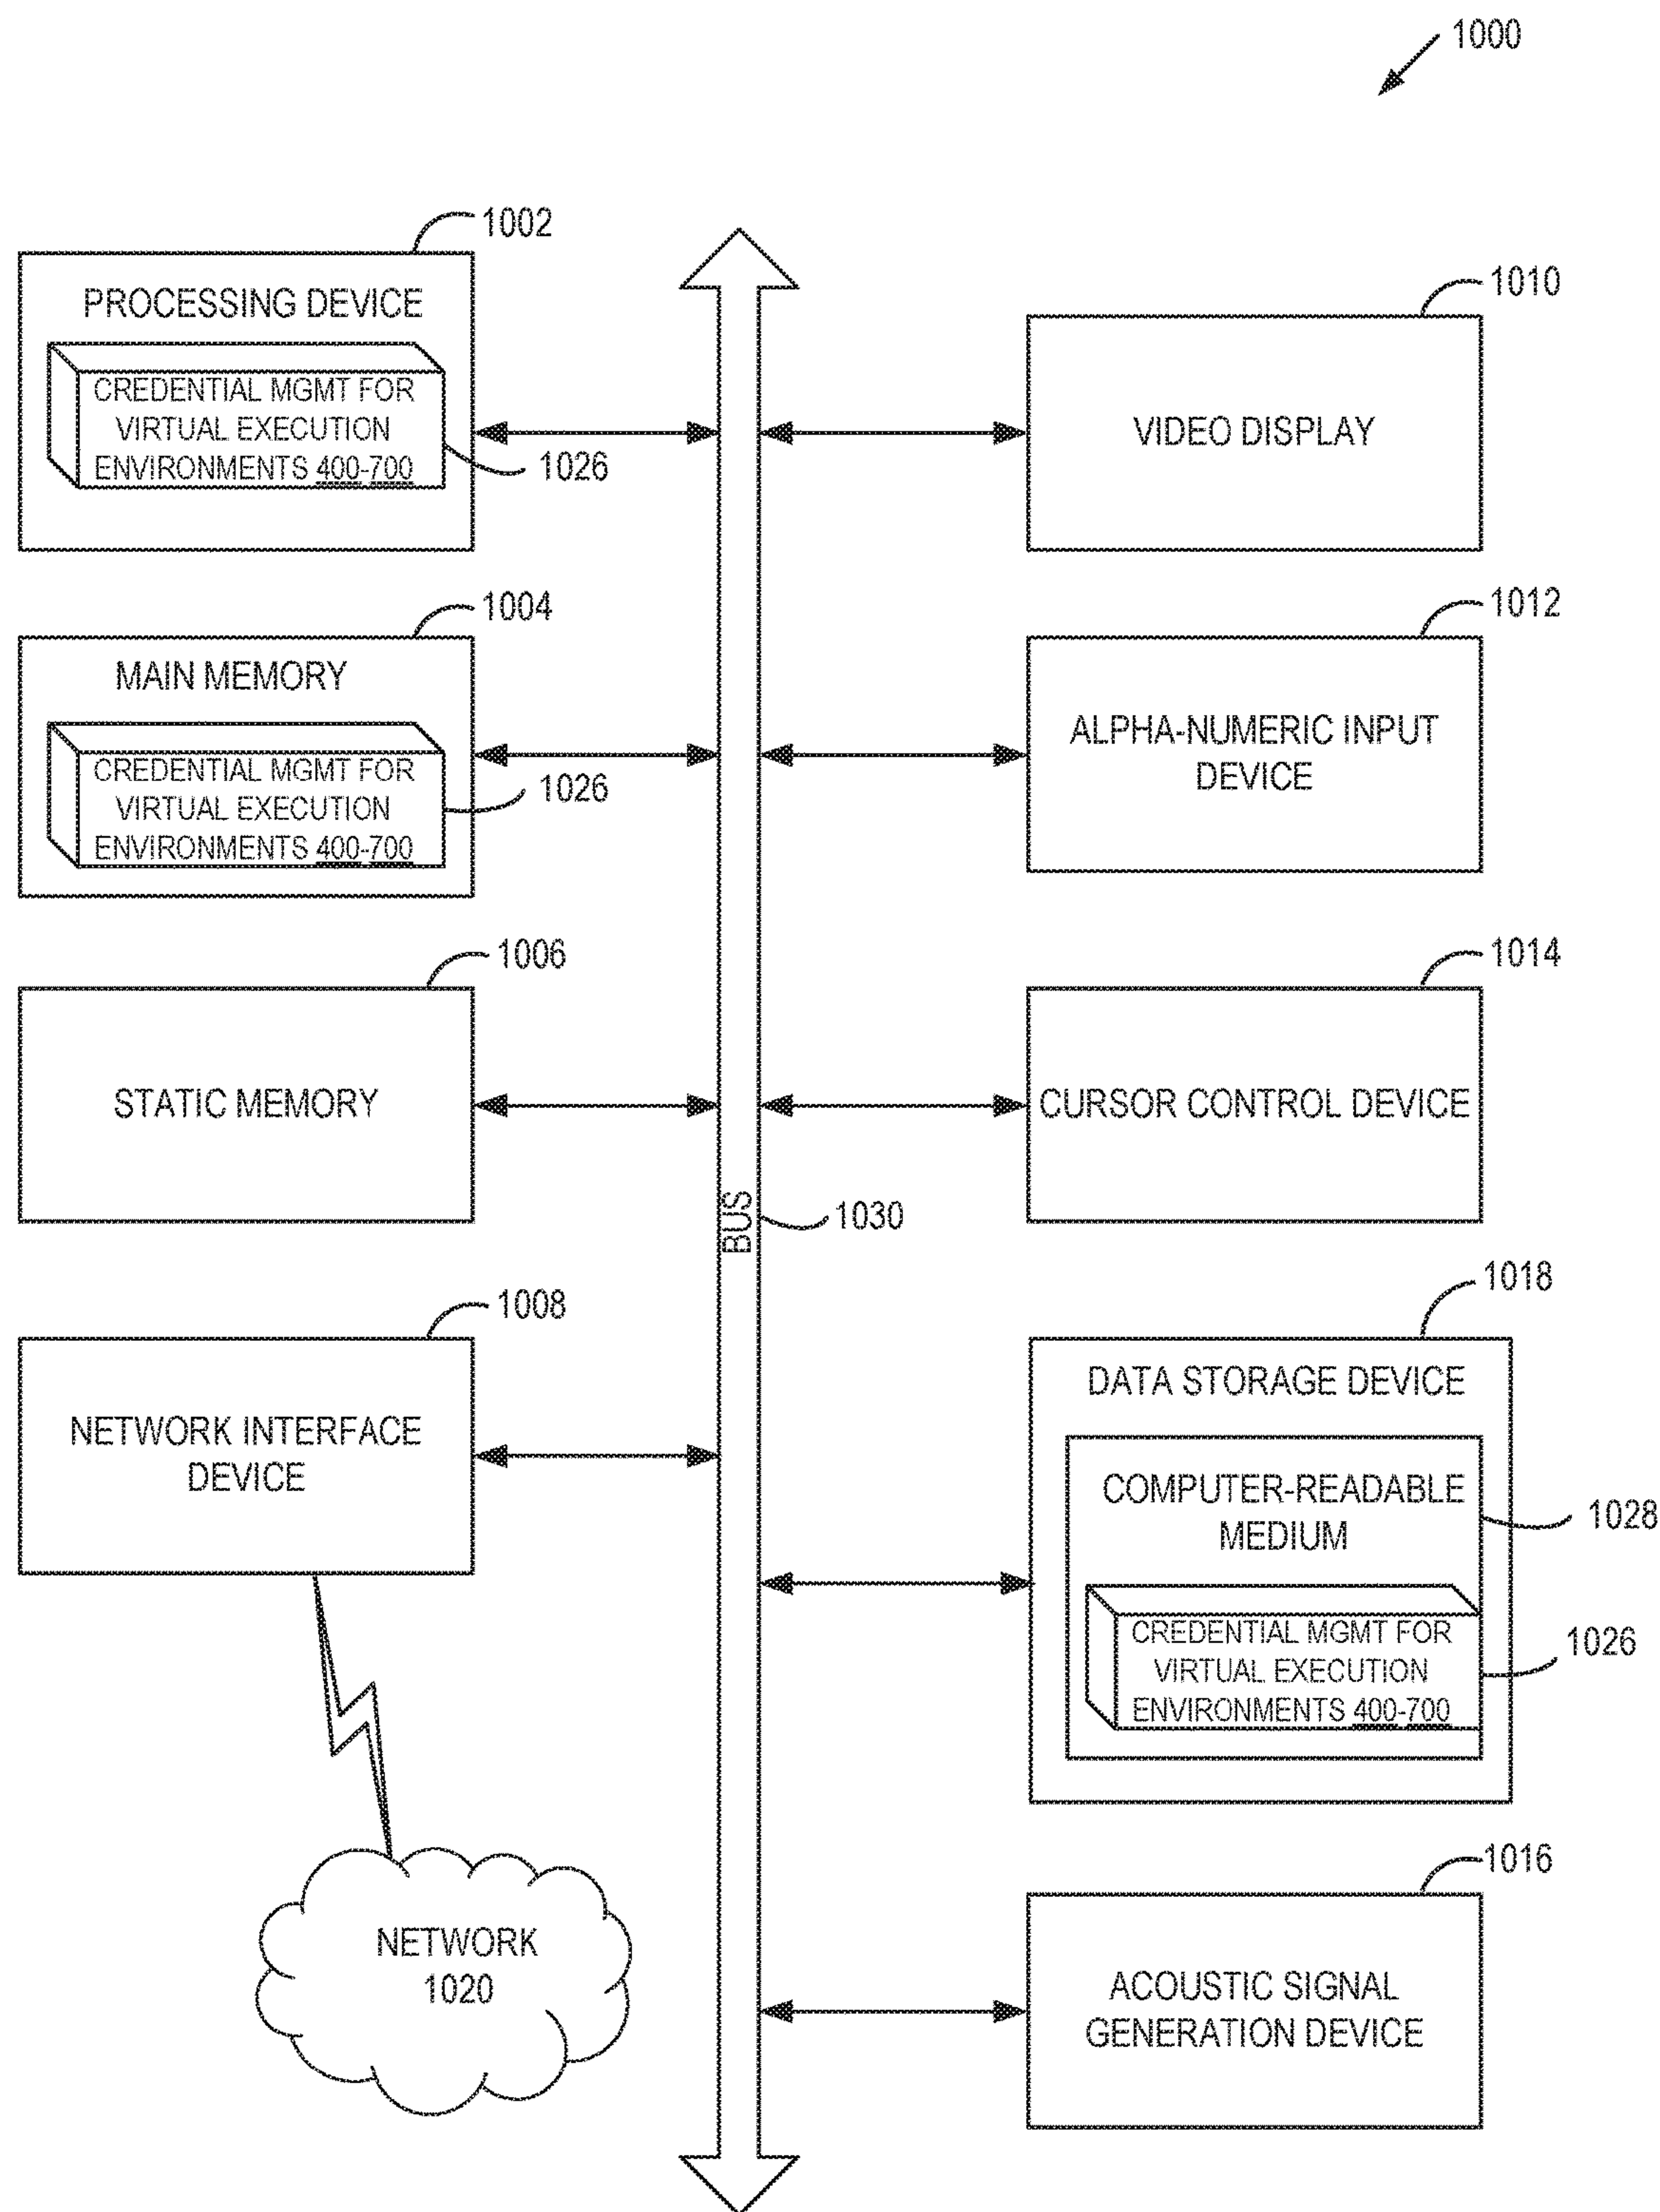 1000
1002
PROCESSING DEVICE
CREDENTIAL MGMT FOR
VIRTUAL EXECUTION
ENVIRONMENTS 400-700
1026
1004
MAIN MEMORY
CREDENTIAL MGMT FOR
VIRTUAL EXECUTION
ENVIRONMENTS 400-700
1026
1006
STATIC MEMORY
1008
NETWORK INTERFACE
DEVICE
NETWORK
1020
BUS
1030
1010
VIDEO DISPLAY
1012
ALPHA-NUMERIC INPUT
DEVICE
1014
CURSOR CONTROL DEVICE
1018
DATA STORAGE DEVICE
COMPUTER-READABLE
MEDIUM
1028
CREDENTIAL MGMT FOR
VIRTUAL EXECUTION
ENVIRONMENTS 400-700
1026
1016
ACOUSTIC SIGNAL
GENERATION DEVICE